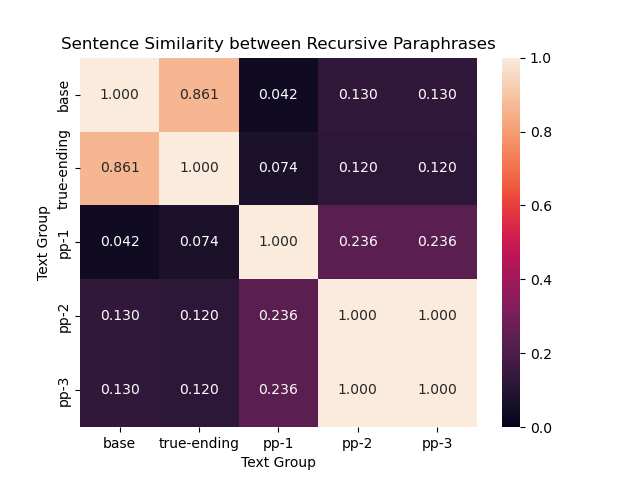 Sentence Similarity between Recursive Paraphrases
base 1.000 0.861 0.042 0.130 0.130
true-ending 0.861 1.000 0.074 0.120 0.120
pp-1 0.042 0.074 1.000 0.236 0.236
pp-2 0.130 0.120 0.236 1.000 1.000
pp-3 0.130 0.120 0.236 1.000 1.000
base true-ending pp-1 pp-2 pp-3
Text Group
Text Group
1.0
0.8
0.6
0.4
0.2
0.0